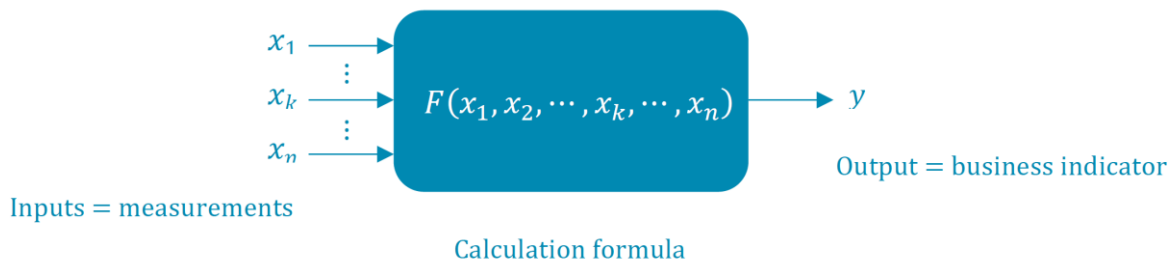 x₁
⋮
xₖ
F(x₁, x₂, ⋯, xₖ, ⋯, xₙ)
y
⋮
xₙ
Output = business indicator
Inputs = measurements
Calculation formula